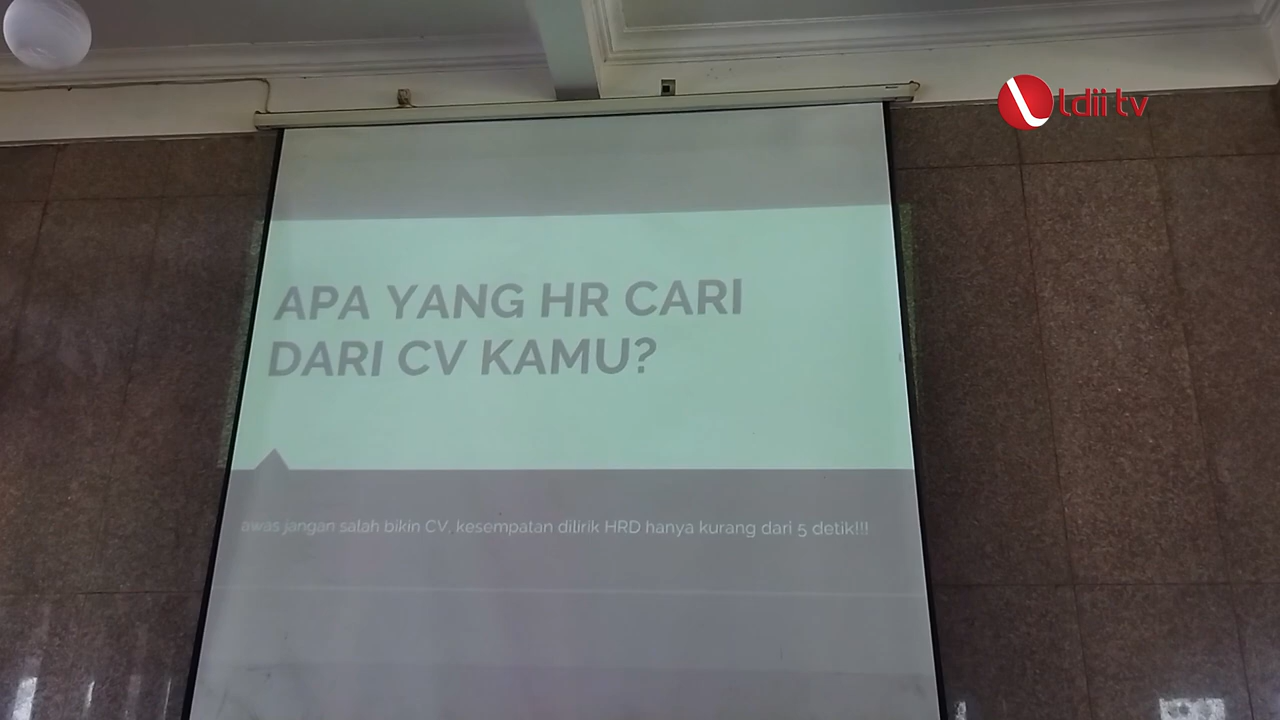 ldii tv
APA YANG HR CARI
DARI CV KAMU?
awas jangan salah bikin CV, kesempatan dilirik HRD hanya kurang dari 5 detik!!!